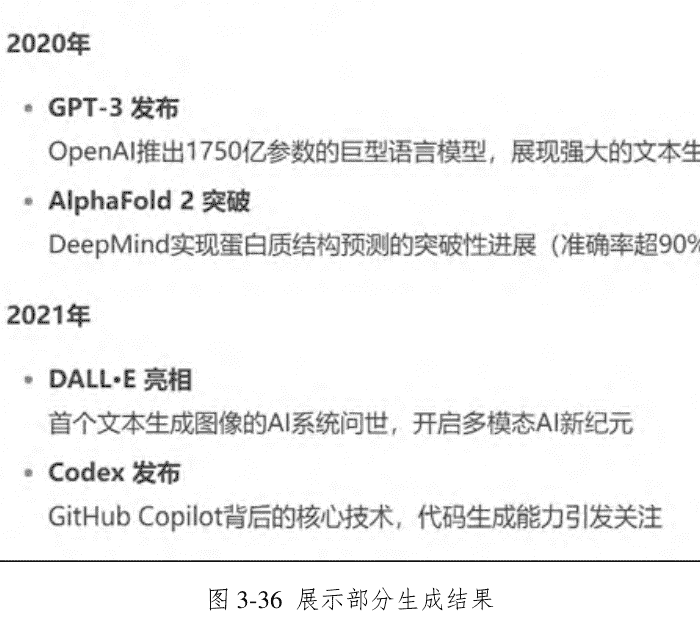 2020年
• GPT-3 发布
OpenAI推出1750亿参数的巨型语言模型，展现强大的文本生
• AlphaFold 2 突破
DeepMind实现蛋白质结构预测的突破性进展（准确率超90%
2021年
• DALL•E 亮相
首个文本生成图像的AI系统问世，开启多模态AI新纪元
• Codex 发布
GitHub Copilot背后的核心技术，代码生成能力引发关注
图 3-36 展示部分生成结果